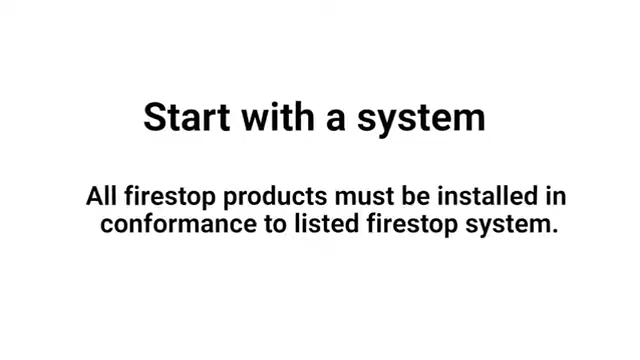 Start with a system
All firestop products must be installed in
conformance to listed firestop system.